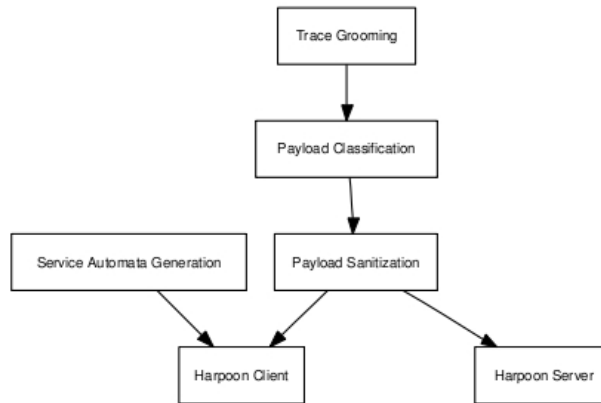 Trace Grooming
Payload Classification
Service Automata Generation
Payload Sanitization
Harpoon Client
Harpoon Server